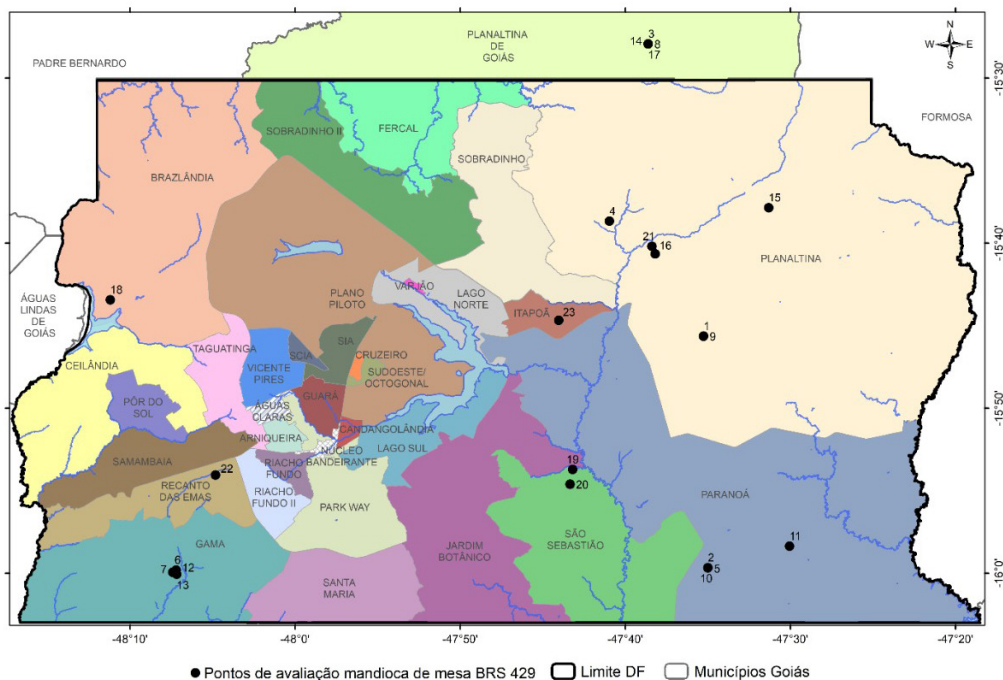 PLANALTINA
DE
GOIÁS
14
3
8
17
N
W
E
S
PADRE BERNARDO
-15°30'
FORMOSA
SOBRADINHO II
FERCAL
SOBRADINHO
BRAZLÂNDIA
15
4
21
16
-15°40'
PLANALTINA
ÁGUAS
LINDAS
DE
GOIÁS
18
PLANO
PILOTO
VARJÃO
LAGO
NORTE
ITAPOÃ
23
1
9
TAGUATINGA
VICENTE
PIRES
SCIA
SIA
CRUZEIRO
SUDOESTE/
OCTOGONAL
CEILÂNDIA
PÔR DO
SOL
GUARÁ
ÁGUAS
CLARAS
ARNIQUEIRA
CANDANGOLÂNDIA
NÚCLEO
BANDEIRANTE
LAGO SUL
-15°50'
SAMAMBAIA
RIACHO
FUNDO
22
RECANTO
DAS EMAS
RIACHO
FUNDO II
PARK WAY
19
20
PARANOÁ
GAMA
JARDIM
BOTÂNICO
SÃO
SEBASTIÃO
11
6
7
12
13
SANTA
MARIA
2
5
10
-16°0'
-48°10'
-48°0'
-47°50'
-47°40'
-47°30'
-47°20'
Pontos de avaliação mandioca de mesa BRS 429
Limite DF
Municípios Goiás